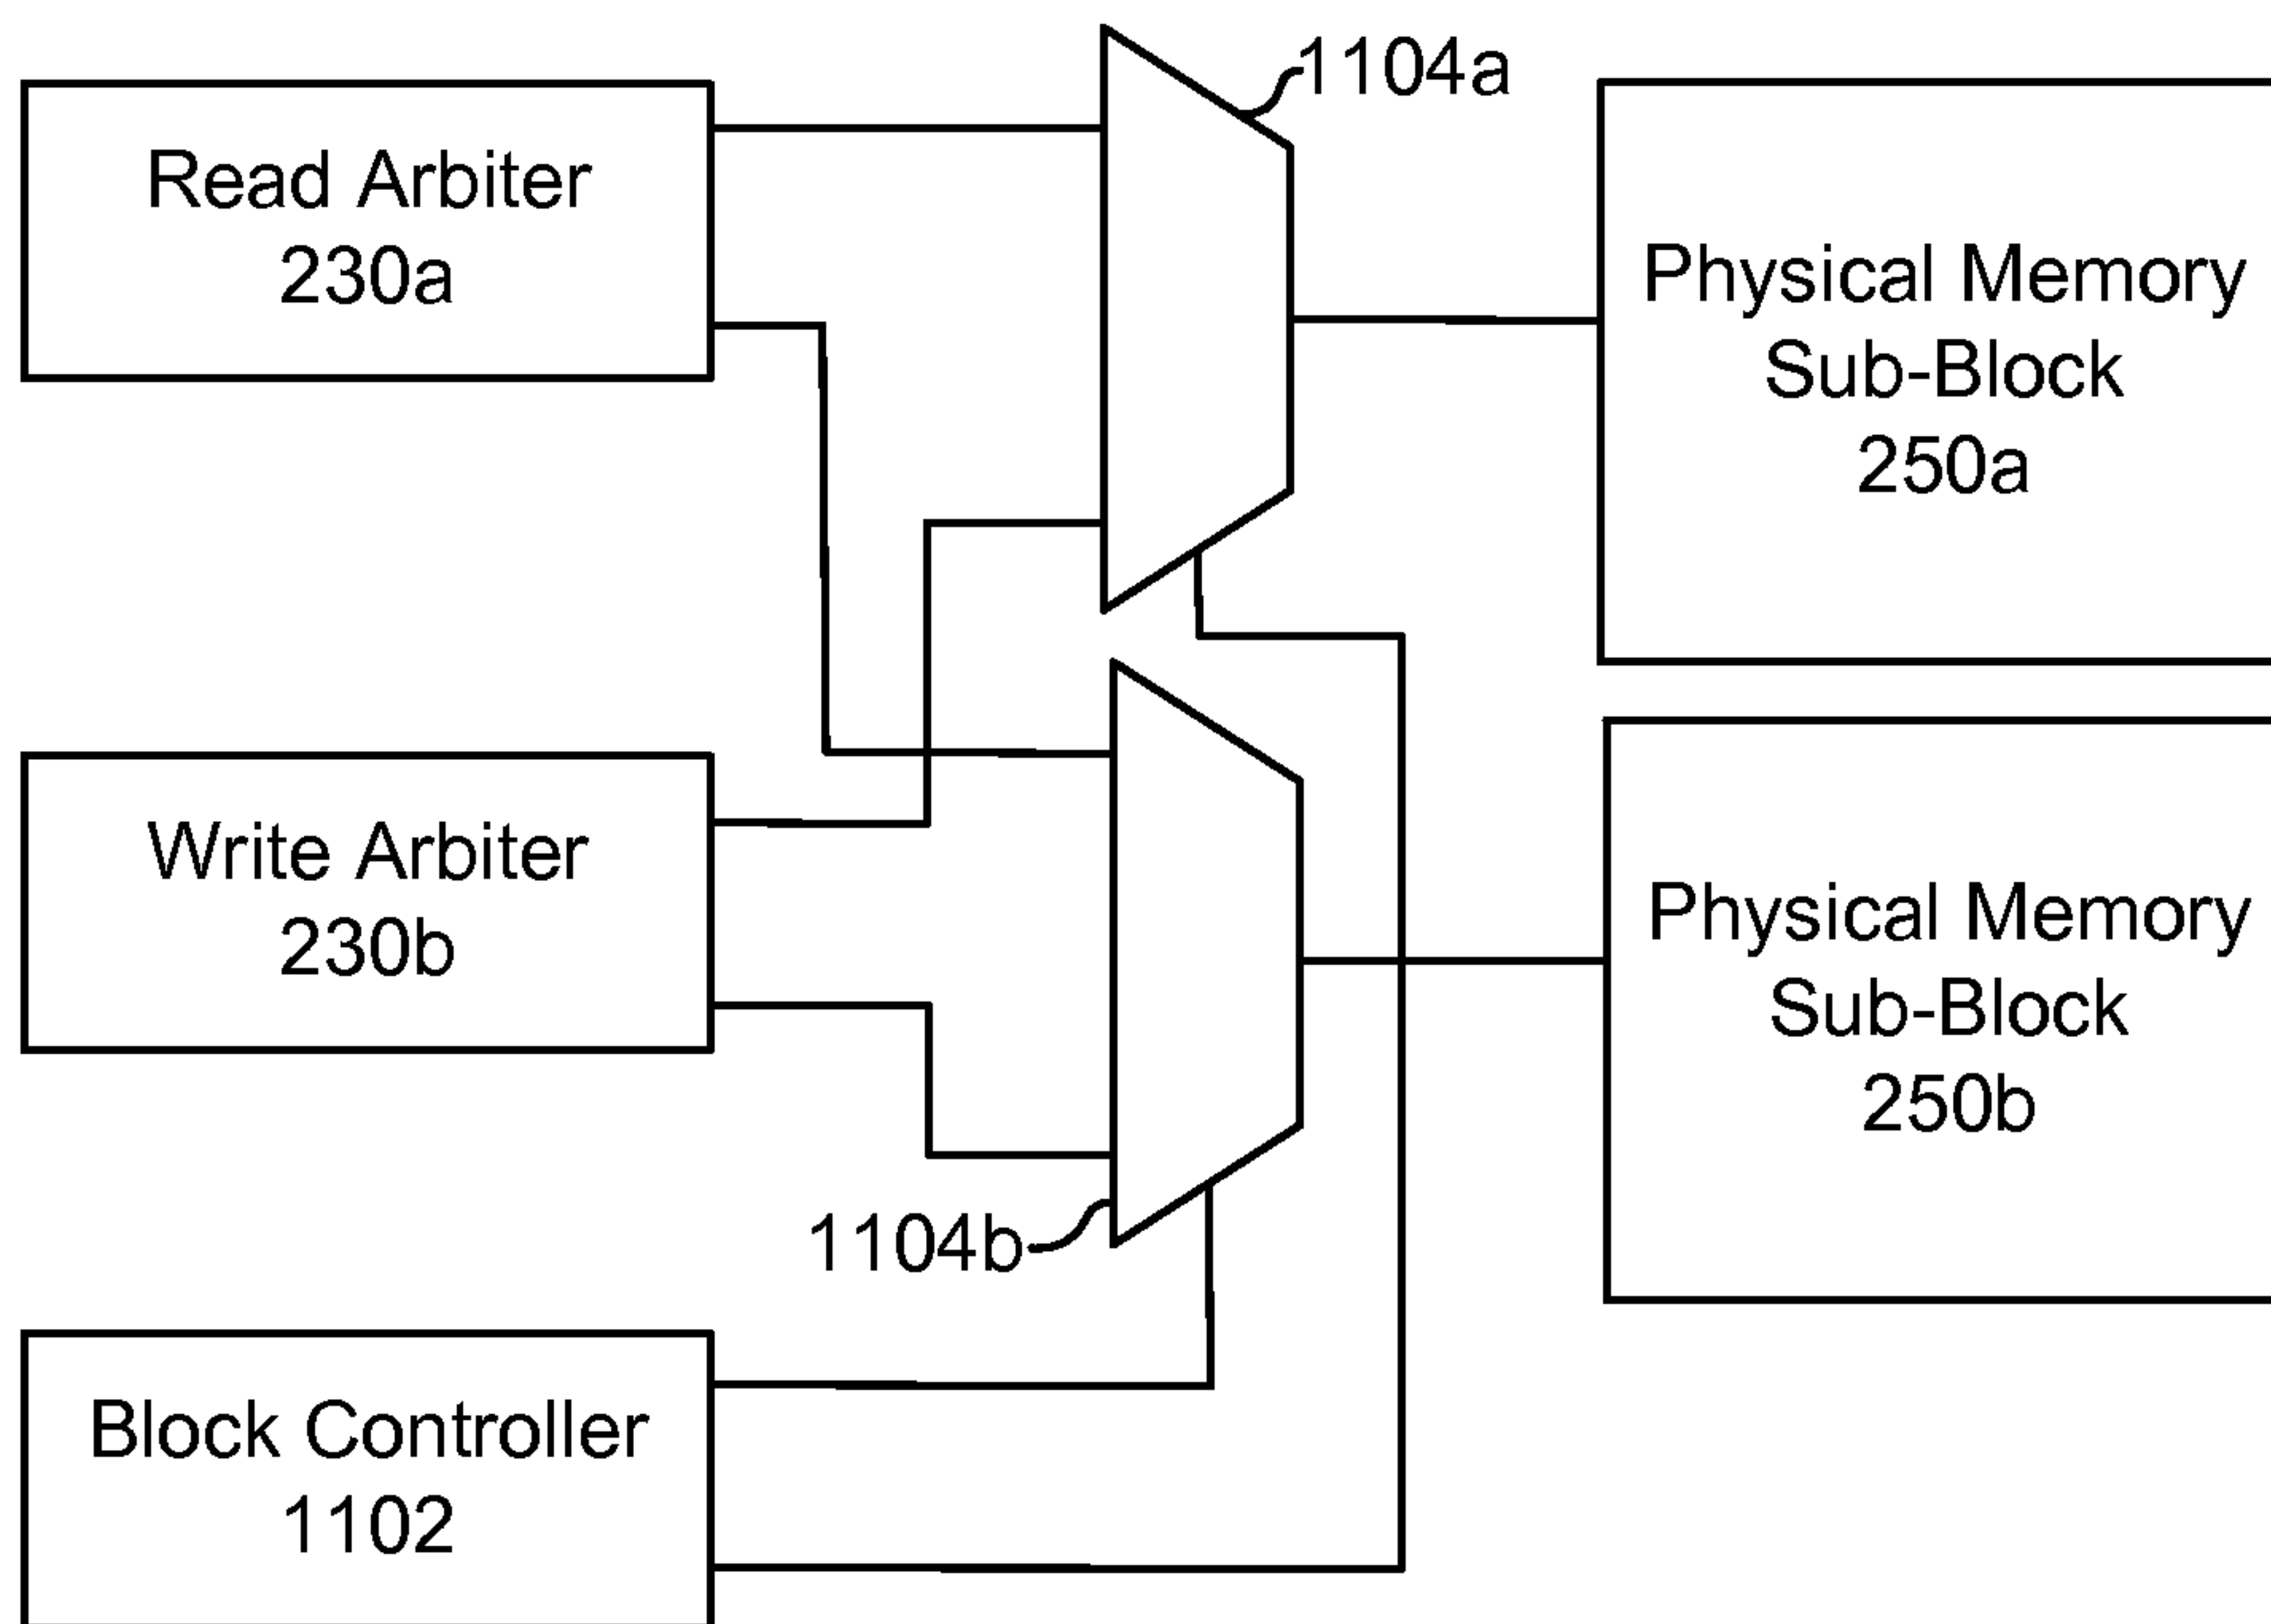 1104a
Read Arbiter
230a
Physical Memory
Sub-Block
250a
Write Arbiter
230b
Physical Memory
Sub-Block
250b
1104b
Block Controller
1102